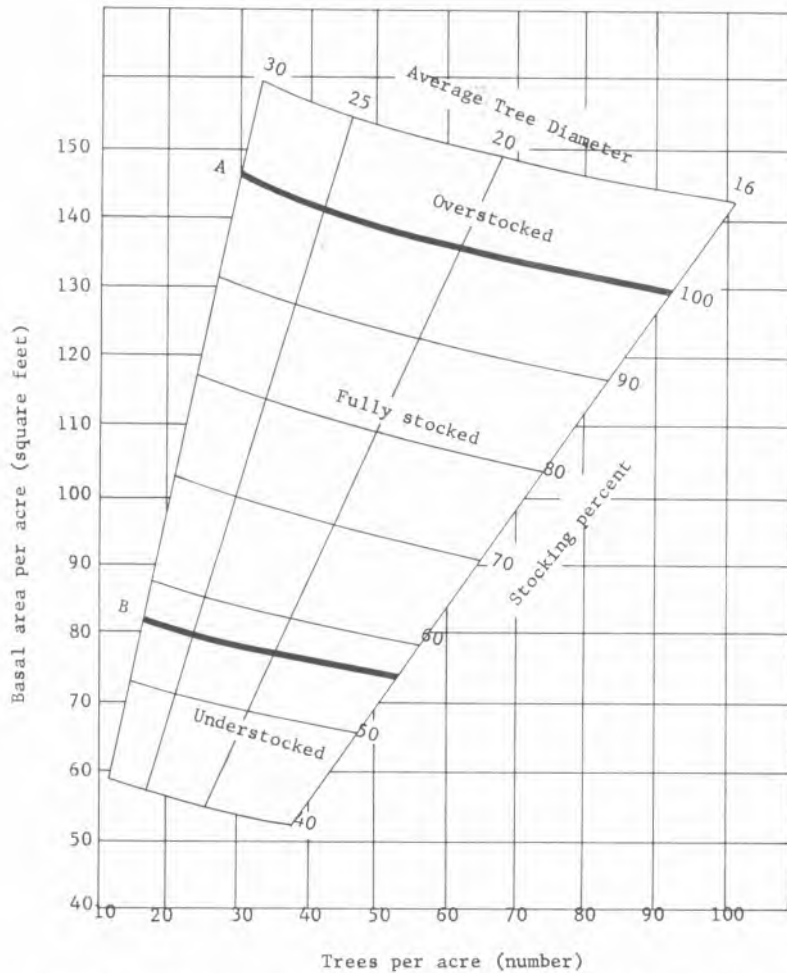 Average Tree Diameter
30
25
20
16
150
A
Overstocked
140
130
100
120
90
Fully stocked
110
80
100
Stocking percent
90
70
B
80
60
70
50
Understocked
60
40
50
40
10 20 30 40 50 60 70 80 90 100
Basal area per acre (square feet)
Trees per acre (number)